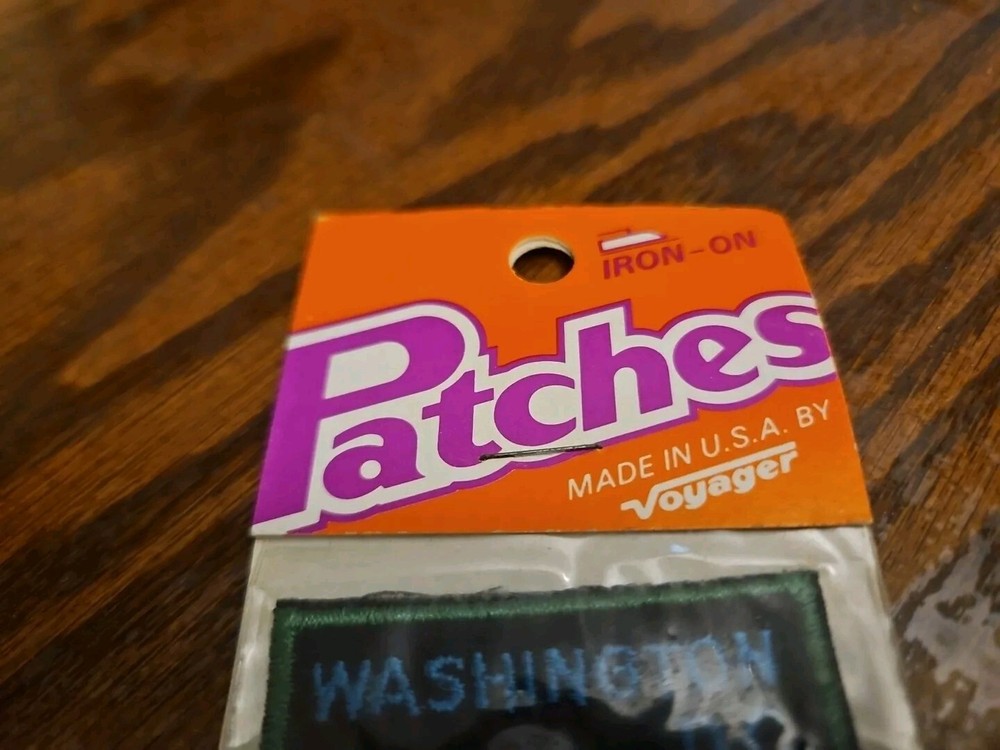 IRON-ON
Patches
MADE IN U.S.A. BY
Voyager
WASHINGTON